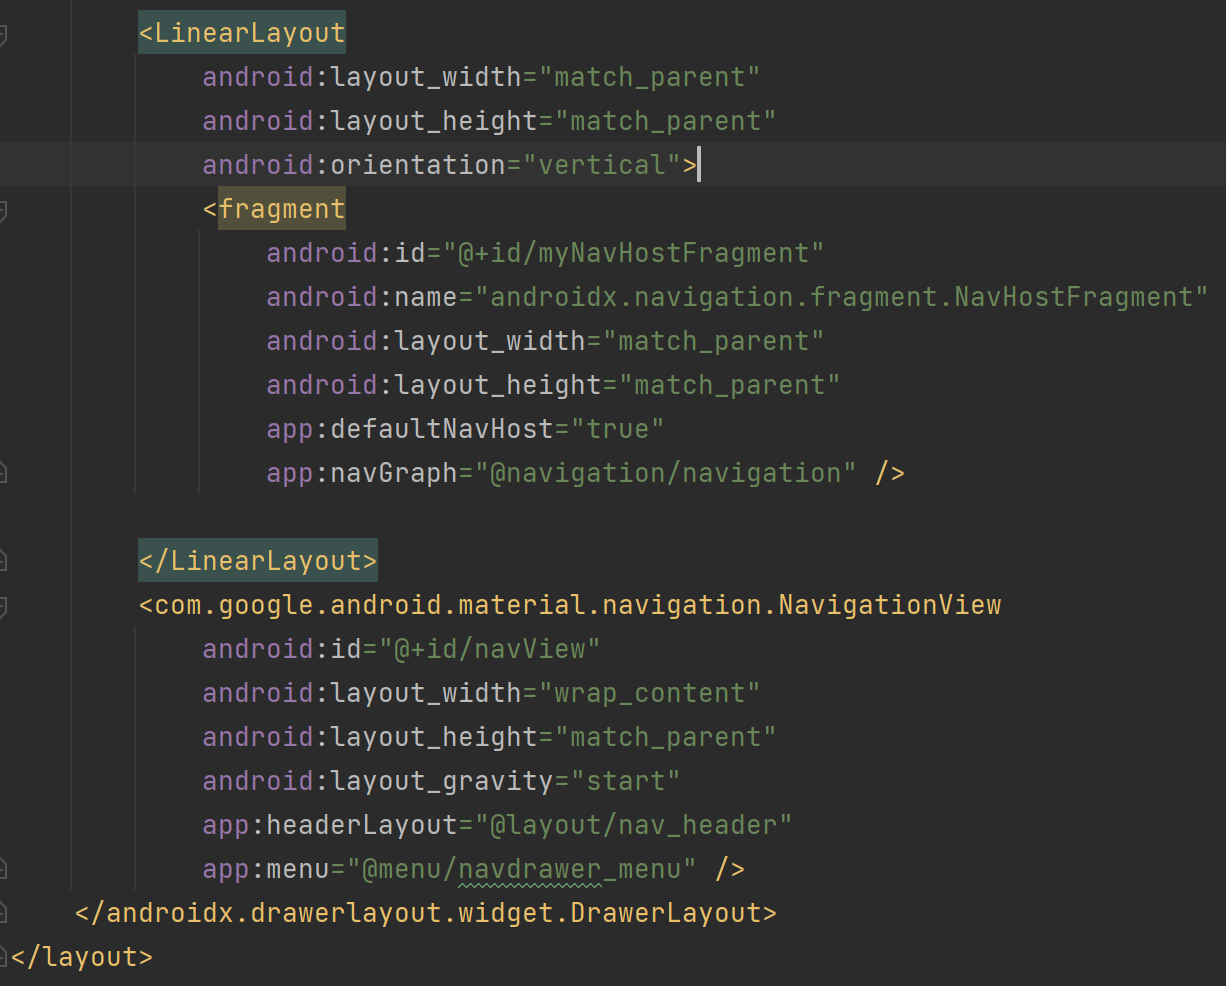 <LinearLayout
android:layout_width="match_parent"
android:layout_height="match_parent"
android:orientation="vertical">
<fragment
android:id="@+id/myNavHostFragment"
android:name="androidx.navigation.fragment.NavHostFragment"
android:layout_width="match_parent"
android:layout_height="match_parent"
app:defaultNavHost="true"
app:navGraph="@navigation/navigation" />
</LinearLayout>
<com.google.android.material.navigation.NavigationView
android:id="@+id/navView"
android:layout_width="wrap_content"
android:layout_height="match_parent"
android:layout_gravity="start"
app:headerLayout="@layout/nav_header"
app:menu="@menu/navdrawer_menu" />
</androidx.drawerlayout.widget.DrawerLayout>
</layout>